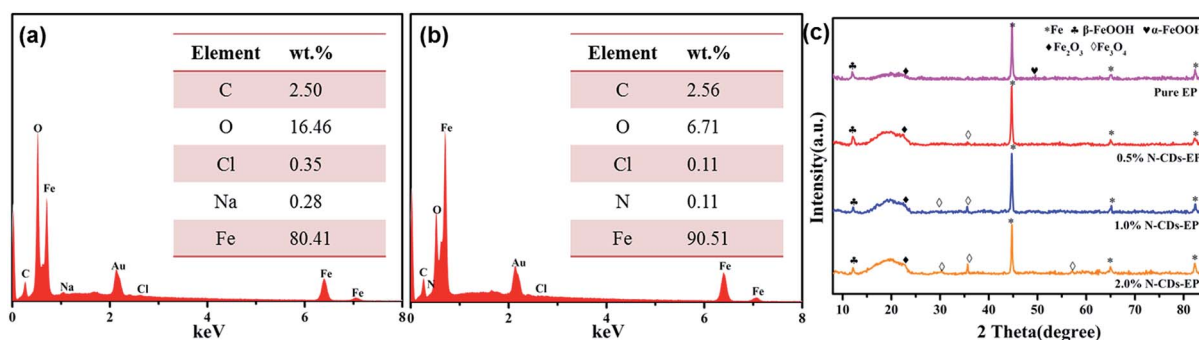 (a)
Element wt.%
C 2.50
O 16.46
Cl 0.35
Na 0.28
Fe 80.41
O
Fe
C
Na
Au
Cl
Fe
Fe
0 2 4 6 8
keV
(b)
Element wt.%
C 2.56
O 6.71
Cl 0.11
N 0.11
Fe 90.51
Fe
O
C
N
Au
Cl
Fe
Fe
0 2 4 6 8
keV
(c)
*Fe ♣ β-FeOOH ♥α-FeOOH
♦Fe₂O₃ ◊Fe₃O₄
Pure EP
0.5% N-CDs-EP
1.0% N-CDs-EP
2.0% N-CDs-EP
Intensity(a.u.)
10 20 30 40 50 60 70 80
2 Theta(degree)